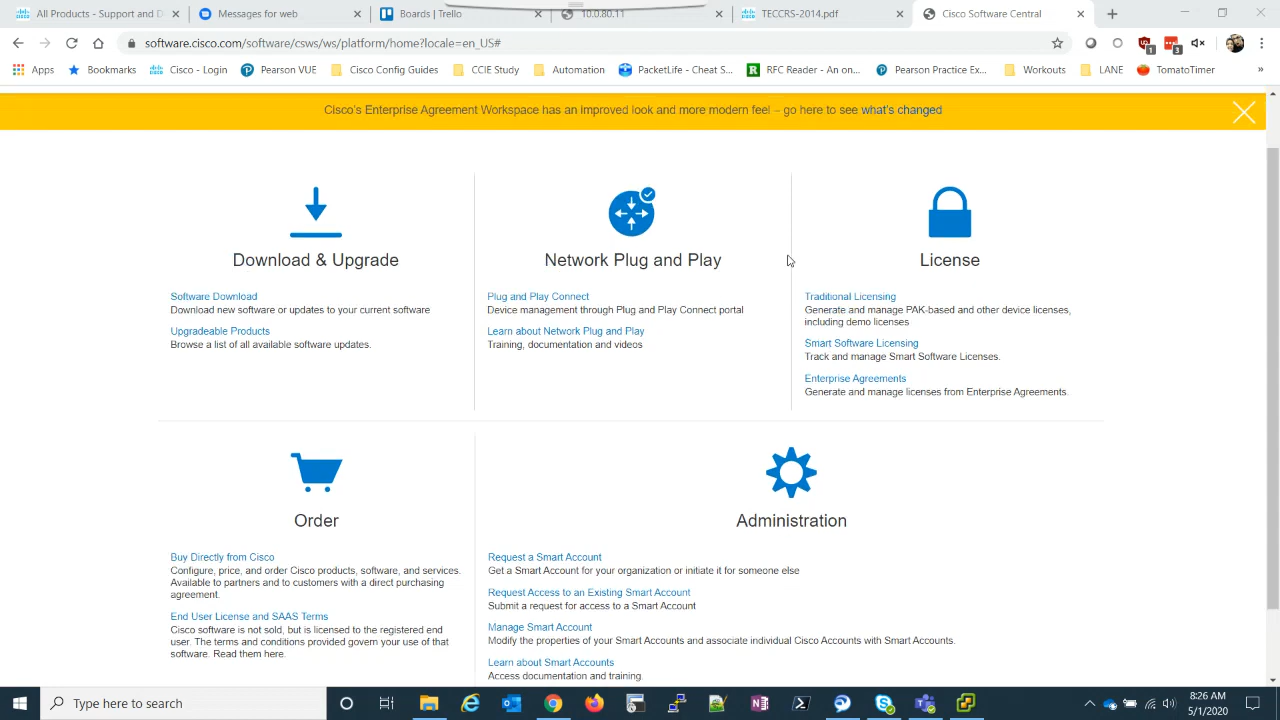 All Products - Support and D
Messages for web
Boards | Trello
10.0.80.11
TECCRS-2014.pdf
Cisco Software Central
software.cisco.com/software/csws/ws/platform/home?locale=en_US#
1
3
Apps
Bookmarks
Cisco - Login
Pearson VUE
Cisco Config Guides
CCIE Study
Automation
PacketLife - Cheat S...
RFC Reader - An on...
Pearson Practice Ex...
Workouts
LANE
TomatoTimer
»
Cisco's Enterprise Agreement Workspace has an improved look and more modern feel – go here to see what's changed
Download & Upgrade
Software Download
Download new software or updates to your current software
Upgradeable Products
Browse a list of all available software updates.
Network Plug and Play
Plug and Play Connect
Device management through Plug and Play Connect portal
Learn about Network Plug and Play
Training, documentation and videos
License
Traditional Licensing
Generate and manage PAK-based and other device licenses,
including demo licenses
Smart Software Licensing
Track and manage Smart Software Licenses.
Enterprise Agreements
Generate and manage licenses from Enterprise Agreements.
Order
Buy Directly from Cisco
Configure, price, and order Cisco products, software, and services.
Available to partners and to customers with a direct purchasing
agreement.
End User License and SAAS Terms
Cisco software is not sold, but is licensed to the registered end
user. The terms and conditions provided govern your use of that
software. Read them here.
Administration
Request a Smart Account
Get a Smart Account for your organization or initiate it for someone else
Request Access to an Existing Smart Account
Submit a request for access to a Smart Account
Manage Smart Account
Modify the properties of your Smart Accounts and associate individual Cisco Accounts with Smart Accounts.
Learn about Smart Accounts
Access documentation and training.
Type here to search
8:26 AM
5/1/2020